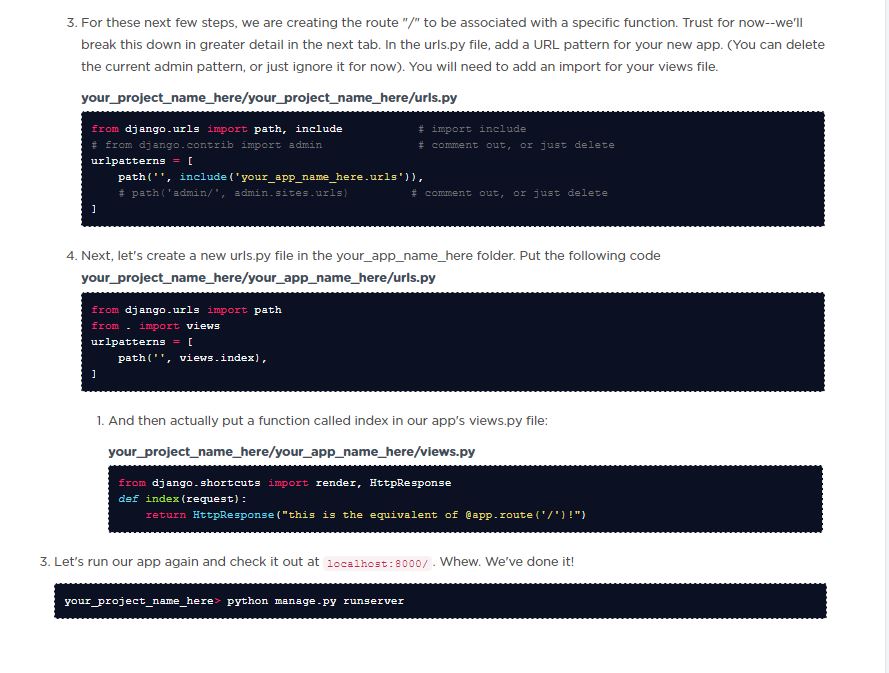 3. For these next few steps, we are creating the route "/" to be associated with a specific function. Trust for now--we'll
break this down in greater detail in the next tab. In the urls.py file, add a URL pattern for your new app. (You can delete
the current admin pattern, or just ignore it for now). You will need to add an import for your views file.
your_project_name_here/your_project_name_here/urls.py
from django.urls import path, include # import include
# from django.contrib import admin # comment out, or just delete
urlpatterns = [
path('', include('your_app_name_here.urls')),
# path('admin/', admin.sites.urls) # comment out, or just delete
]
4. Next, let's create a new urls.py file in the your_app_name_here folder. Put the following code
your_project_name_here/your_app_name_here/urls.py
from django.urls import path
from . import views
urlpatterns = [
path('', views.index),
]
1. And then actually put a function called index in our app's views.py file:
your_project_name_here/your_app_name_here/views.py
from django.shortcuts import render, HttpResponse
def index(request):
return HttpResponse("this is the equivalent of @app.route('/')!")
3. Let's run our app again and check it out at localhost:8000/ . Whew. We've done it!
your_project_name_here> python manage.py runserver